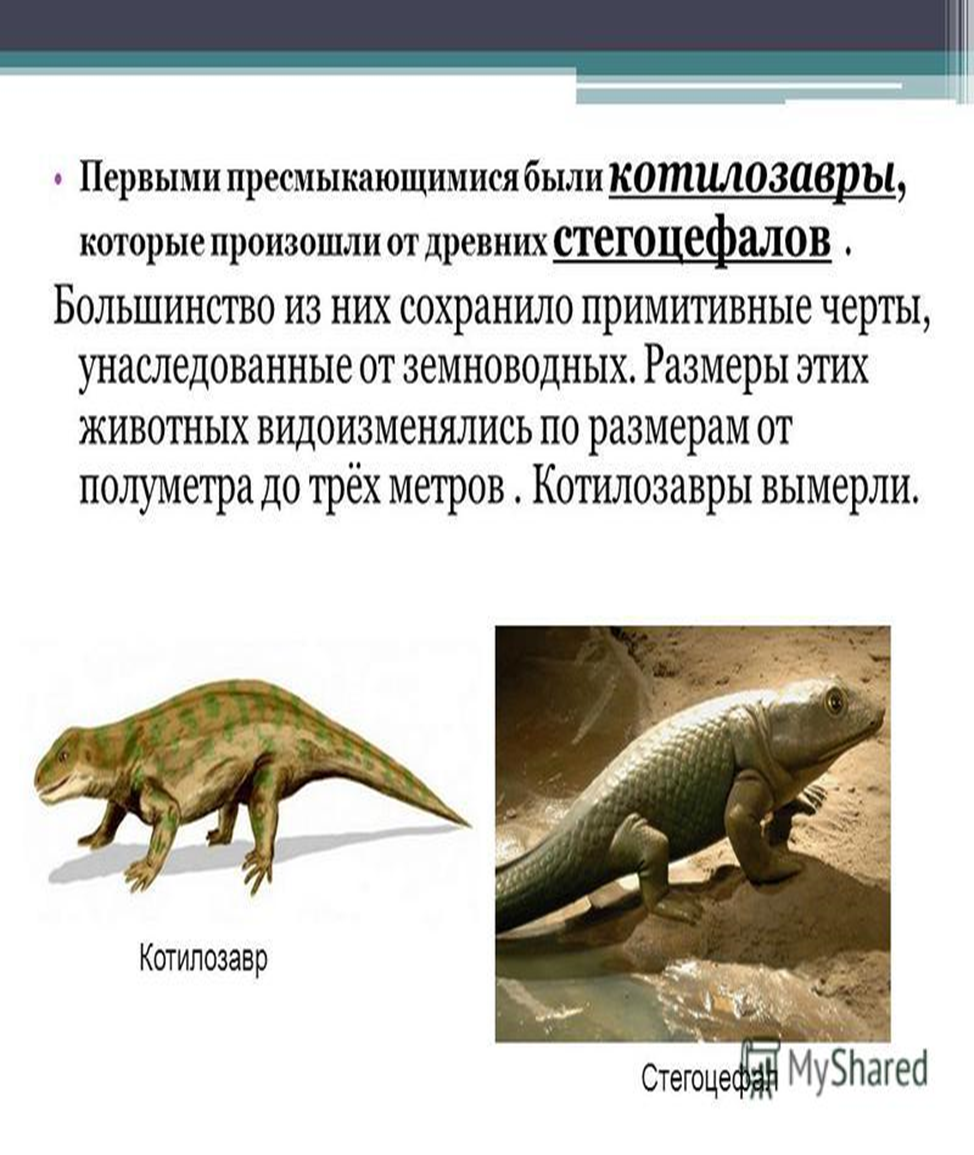 • Первыми пресмыкающимися были котилозавры,
которые произошли от древних стегоцефалов .
Большинство из них сохранило примитивные черты,
унаследованные от земноводных. Размеры этих
животных видоизменялись по размерам от
полуметра до трёх метров . Котилозавры вымерли.
Котилозавр
Стегоцефал
MyShared